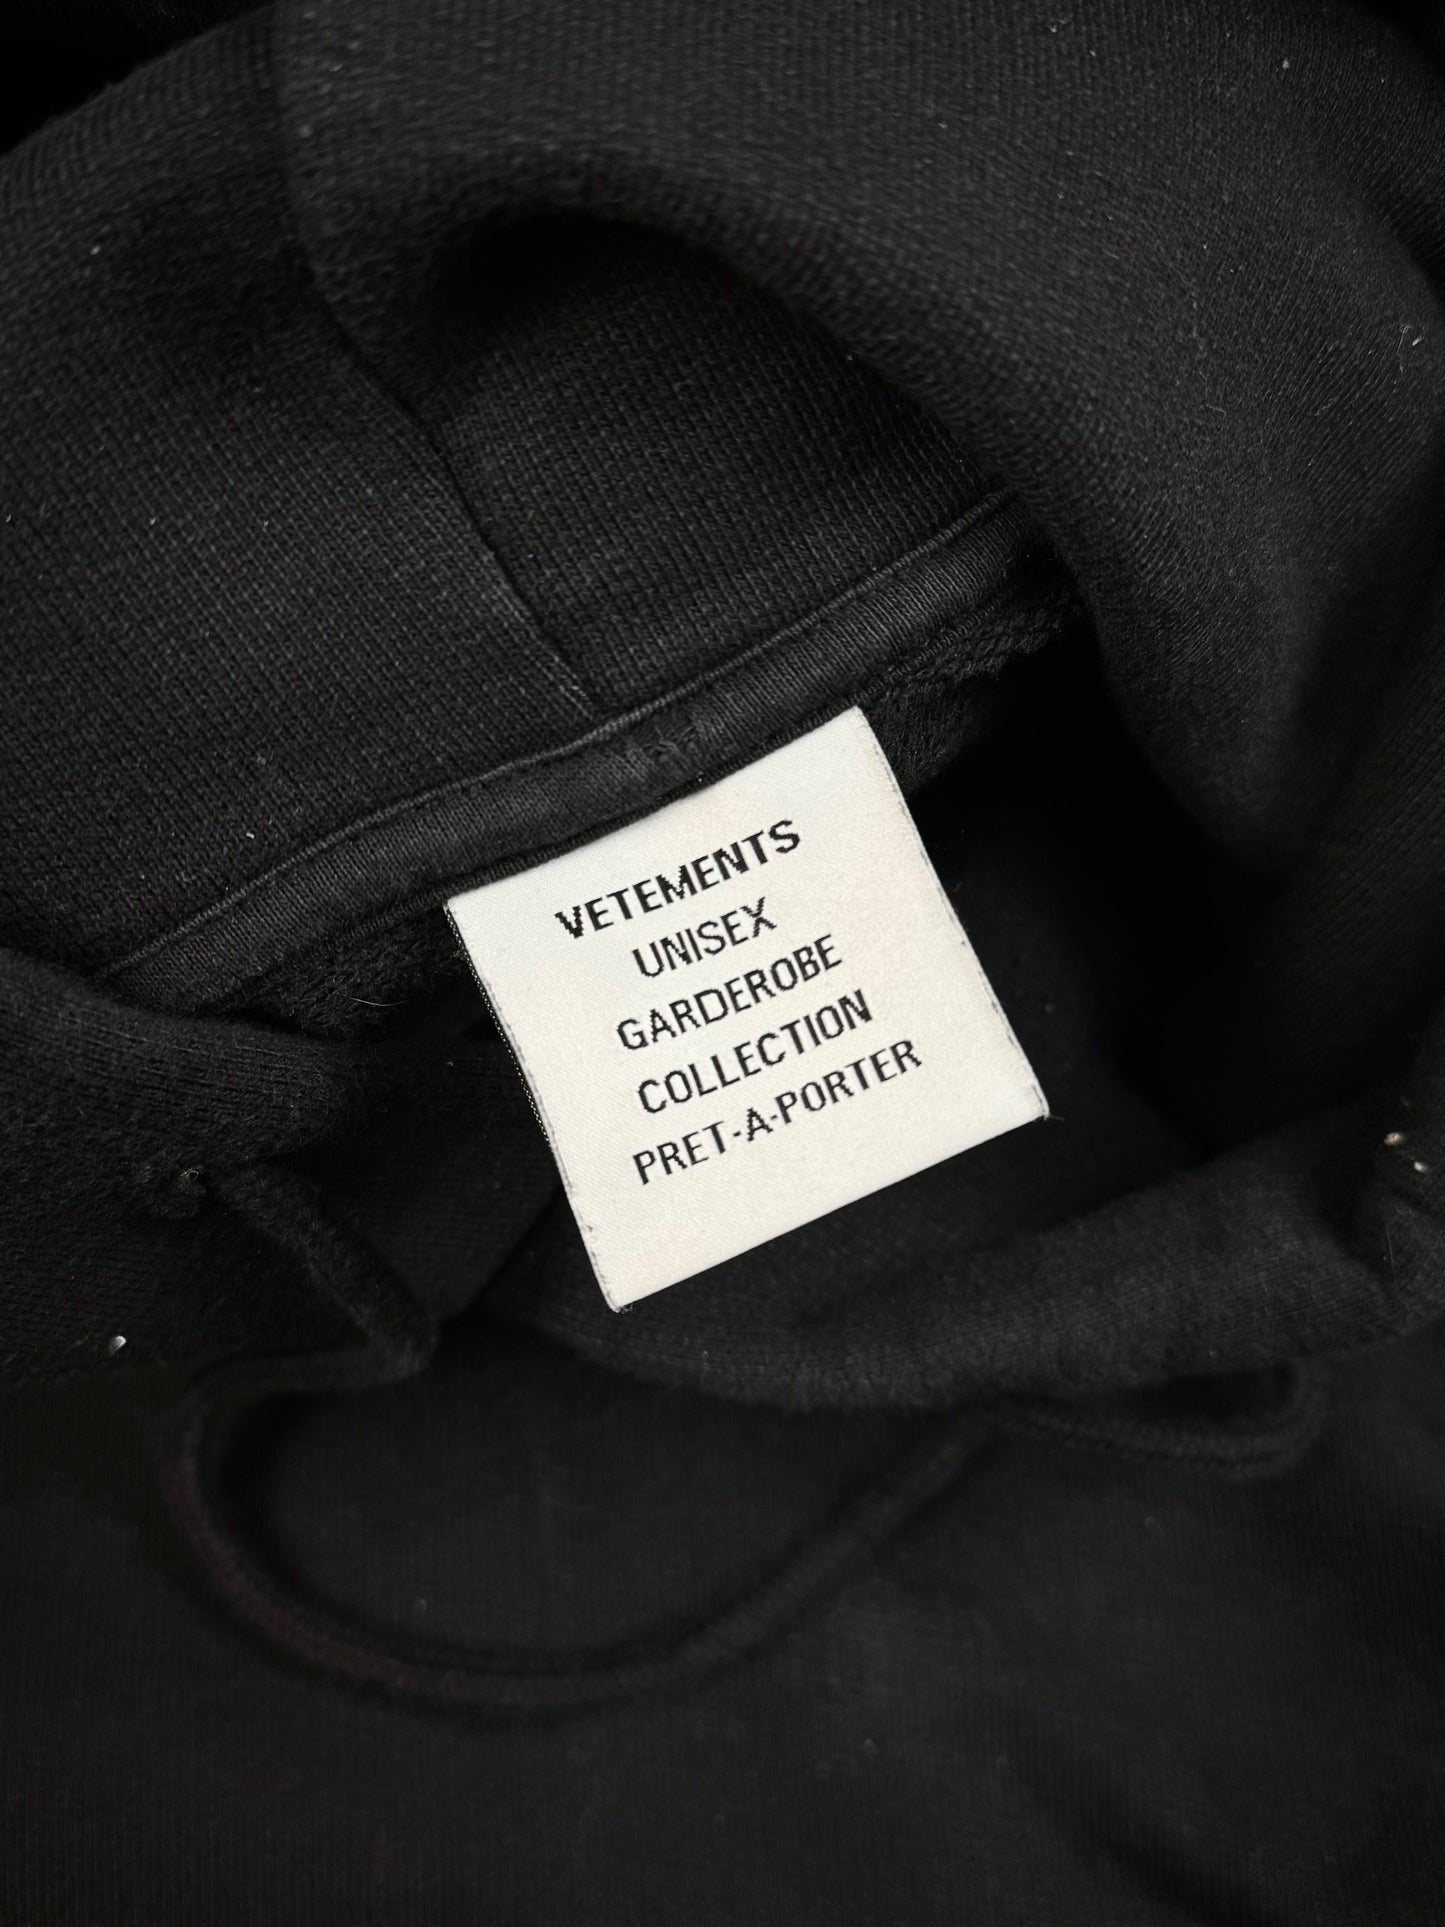 VETEMENTS
UNISEX
GARDEROBE
COLLECTION
PRET-A-PORTER